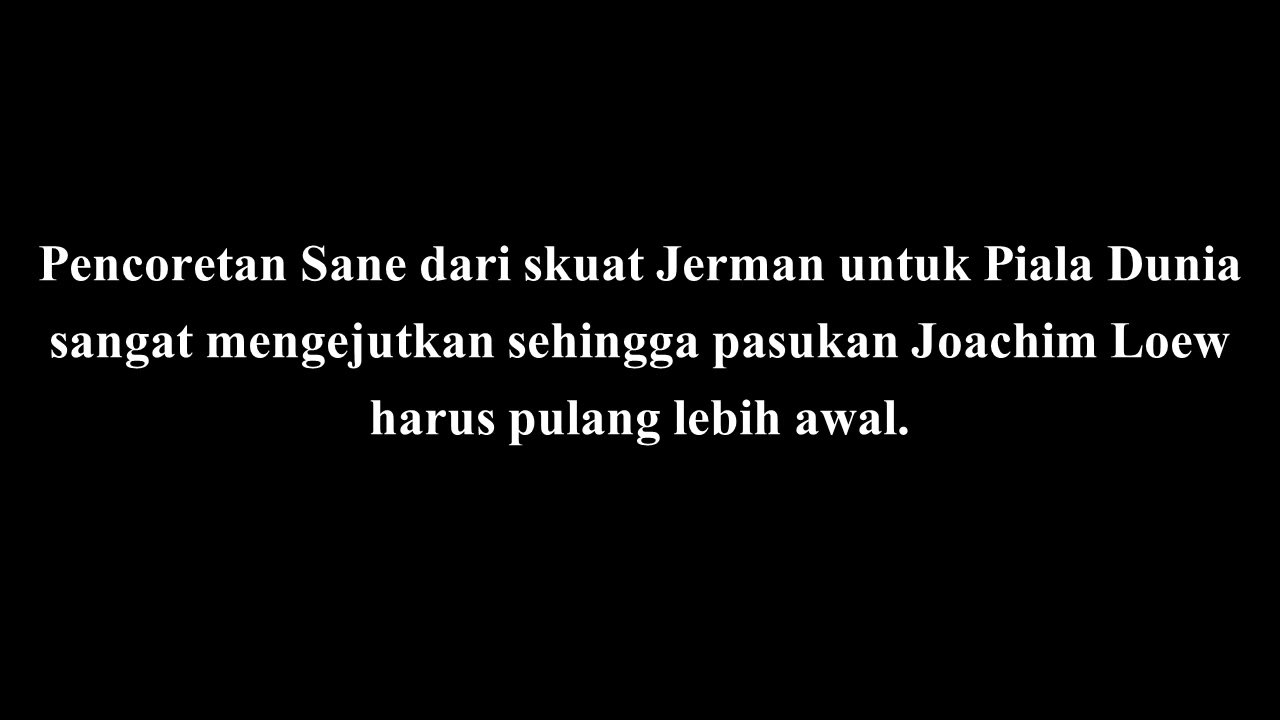 Pencoretan Sane dari skuat Jerman untuk Piala Dunia
sangat mengejutkan sehingga pasukan Joachim Loew
harus pulang lebih awal.